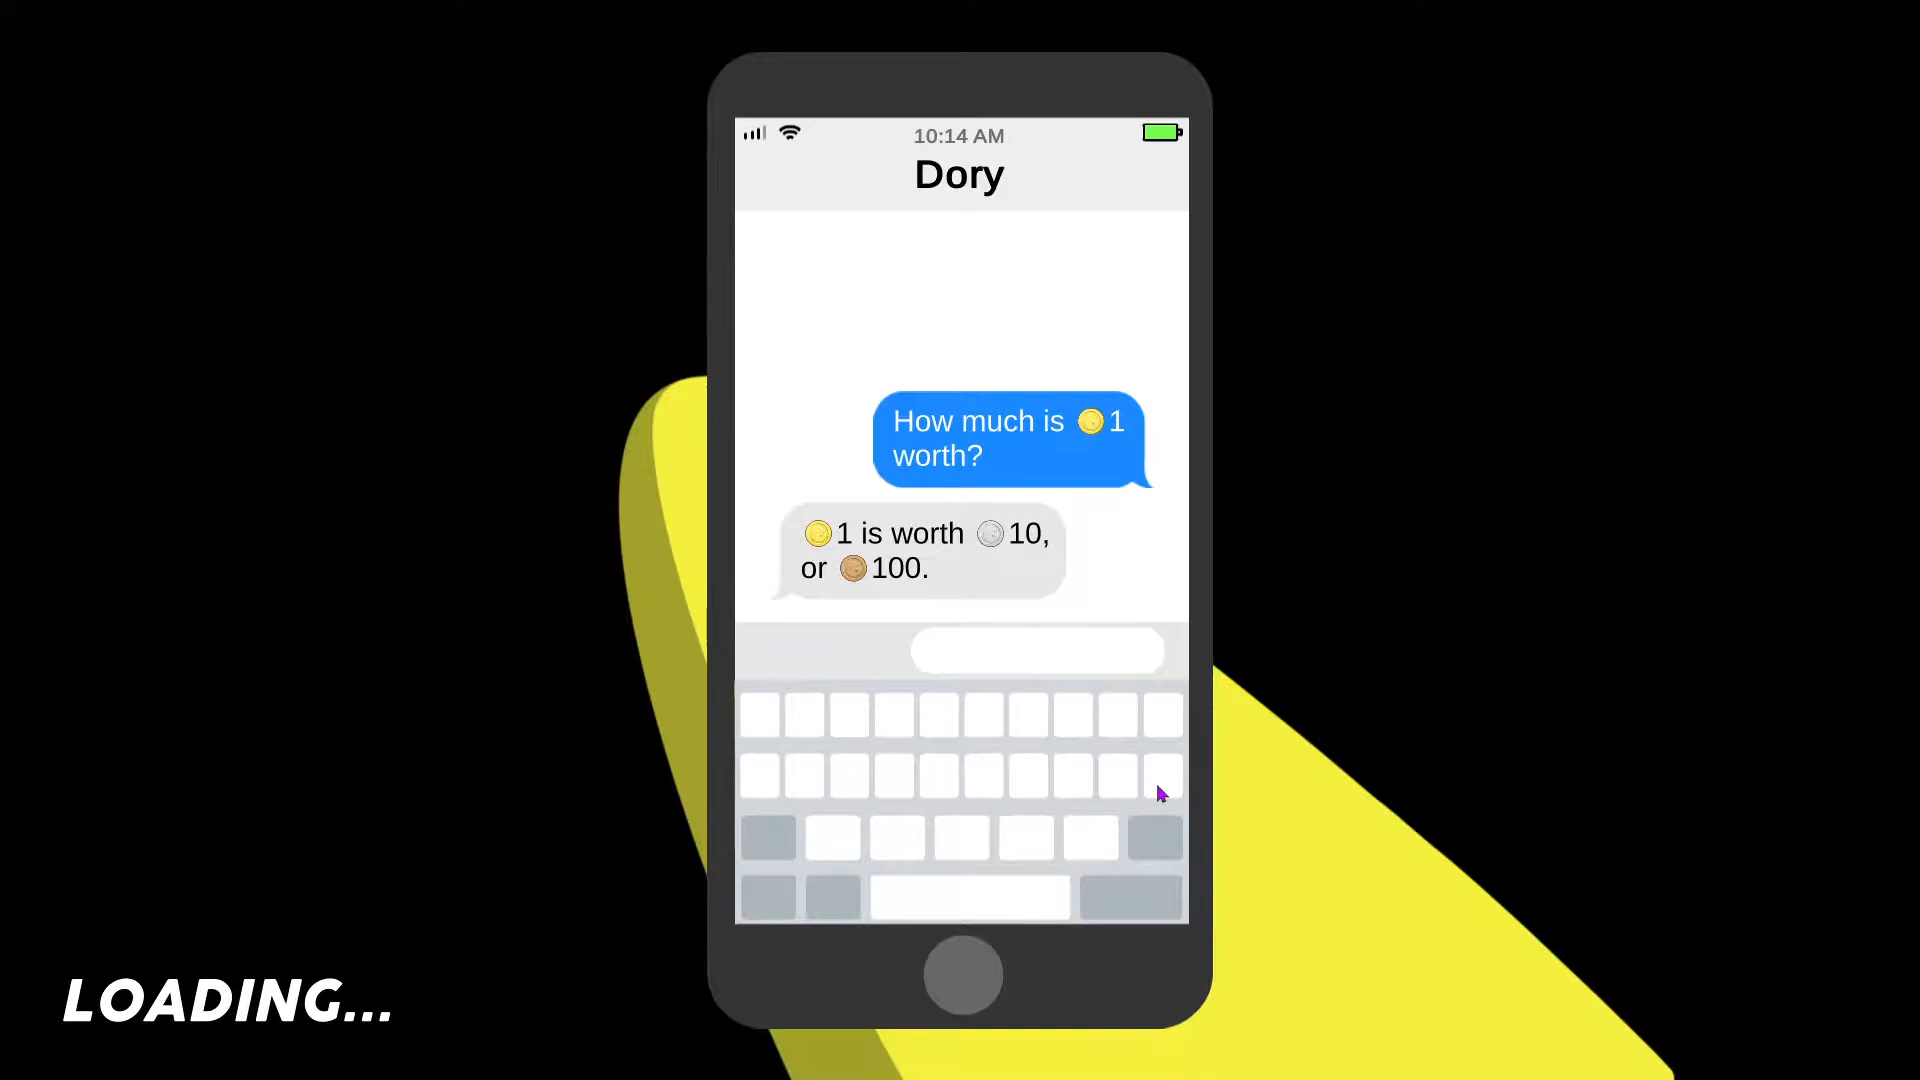 10:14 AM
Dory
How much is 1
worth?
1 is worth 10,
or 100.
LOADING...